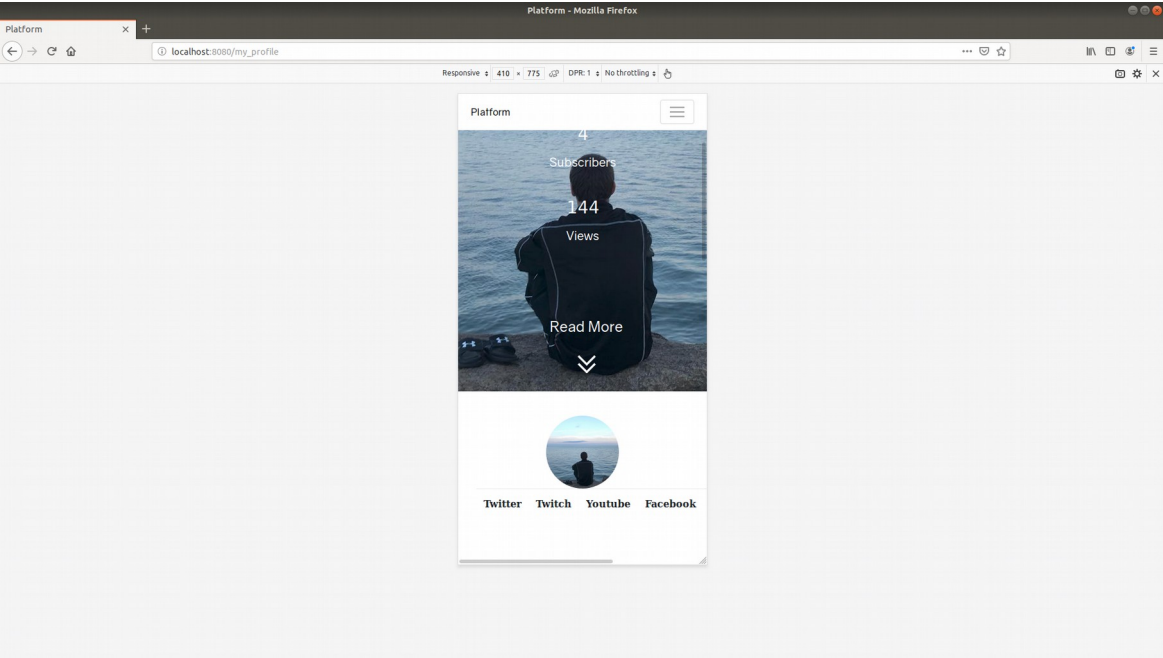 Platform - Mozilla Firefox
Platform × +
localhost:8080/my_profile
Responsive 410 × 775 DPR: 1 No throttling
Platform
4
Subscribers
144
Views
Read More
Twitter Twitch Youtube Facebook